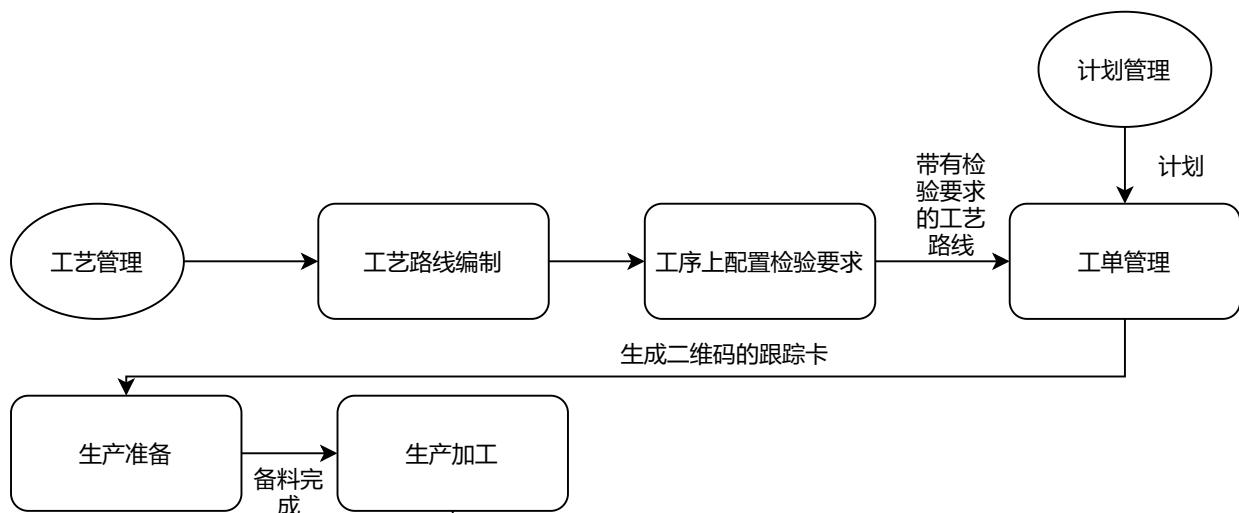 计划管理
计划
带有检
验要求
的工艺
路线
工艺管理
工艺路线编制
工序上配置检验要求
工单管理
生成二维码的跟踪卡
生产准备
备料完
成
生产加工